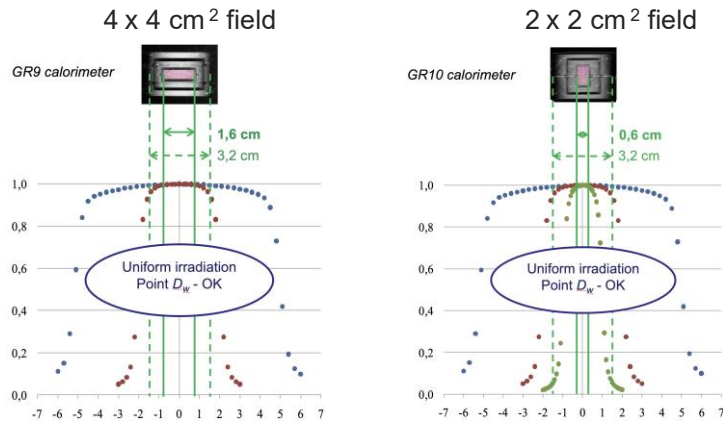 4 x 4 cm² field
2 x 2 cm² field
GR9 calorimeter
GR10 calorimeter
1,6 cm
3,2 cm
0,6 cm
3,2 cm
1,0
0,8
0,6
0,4
0,2
0,0
Uniform irradiation
Point Dw - OK
-7 -6 -5 -4 -3 -2 -1 0 1 2 3 4 5 6 7
1,0
0,8
0,6
0,4
0,2
0,0
Uniform irradiation
Point Dw - OK
-7 -6 -5 -4 -3 -2 -1 0 1 2 3 4 5 6 7